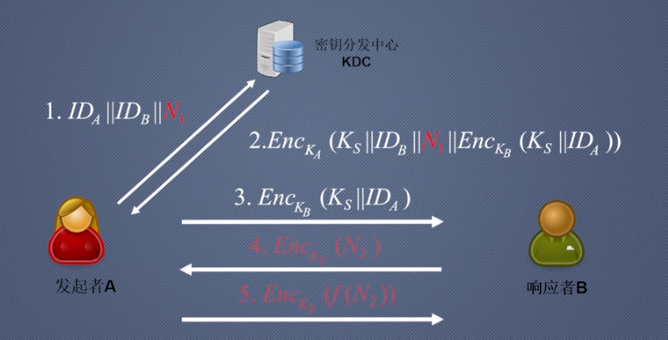 密钥分发中心
KDC
1. ID_A||ID_B||N_1
2.Enc_{K_A}(K_S||ID_B||N_1||Enc_{K_B}(K_S||ID_A))
3. Enc_{K_B}(K_S||ID_A)
4. Enc_{K_S}(N_2)
发起者A
响应者B
5. Enc_{K_S}(f(N_2))